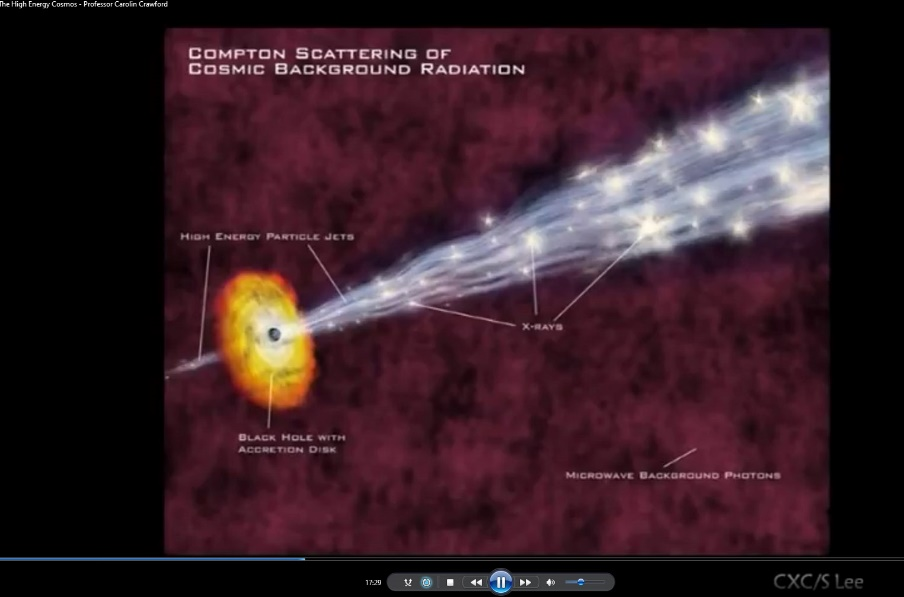 The High Energy Cosmos - Professor Carolin Crawford
COMPTON SCATTERING OF
COSMIC BACKGROUND RADIATION
HIGH ENERGY PARTICLE JETS
X-RAYS
BLACK HOLE WITH
ACCRETION DISK
MICROWAVE BACKGROUND PHOTONS
17:29
CXC/S Lee